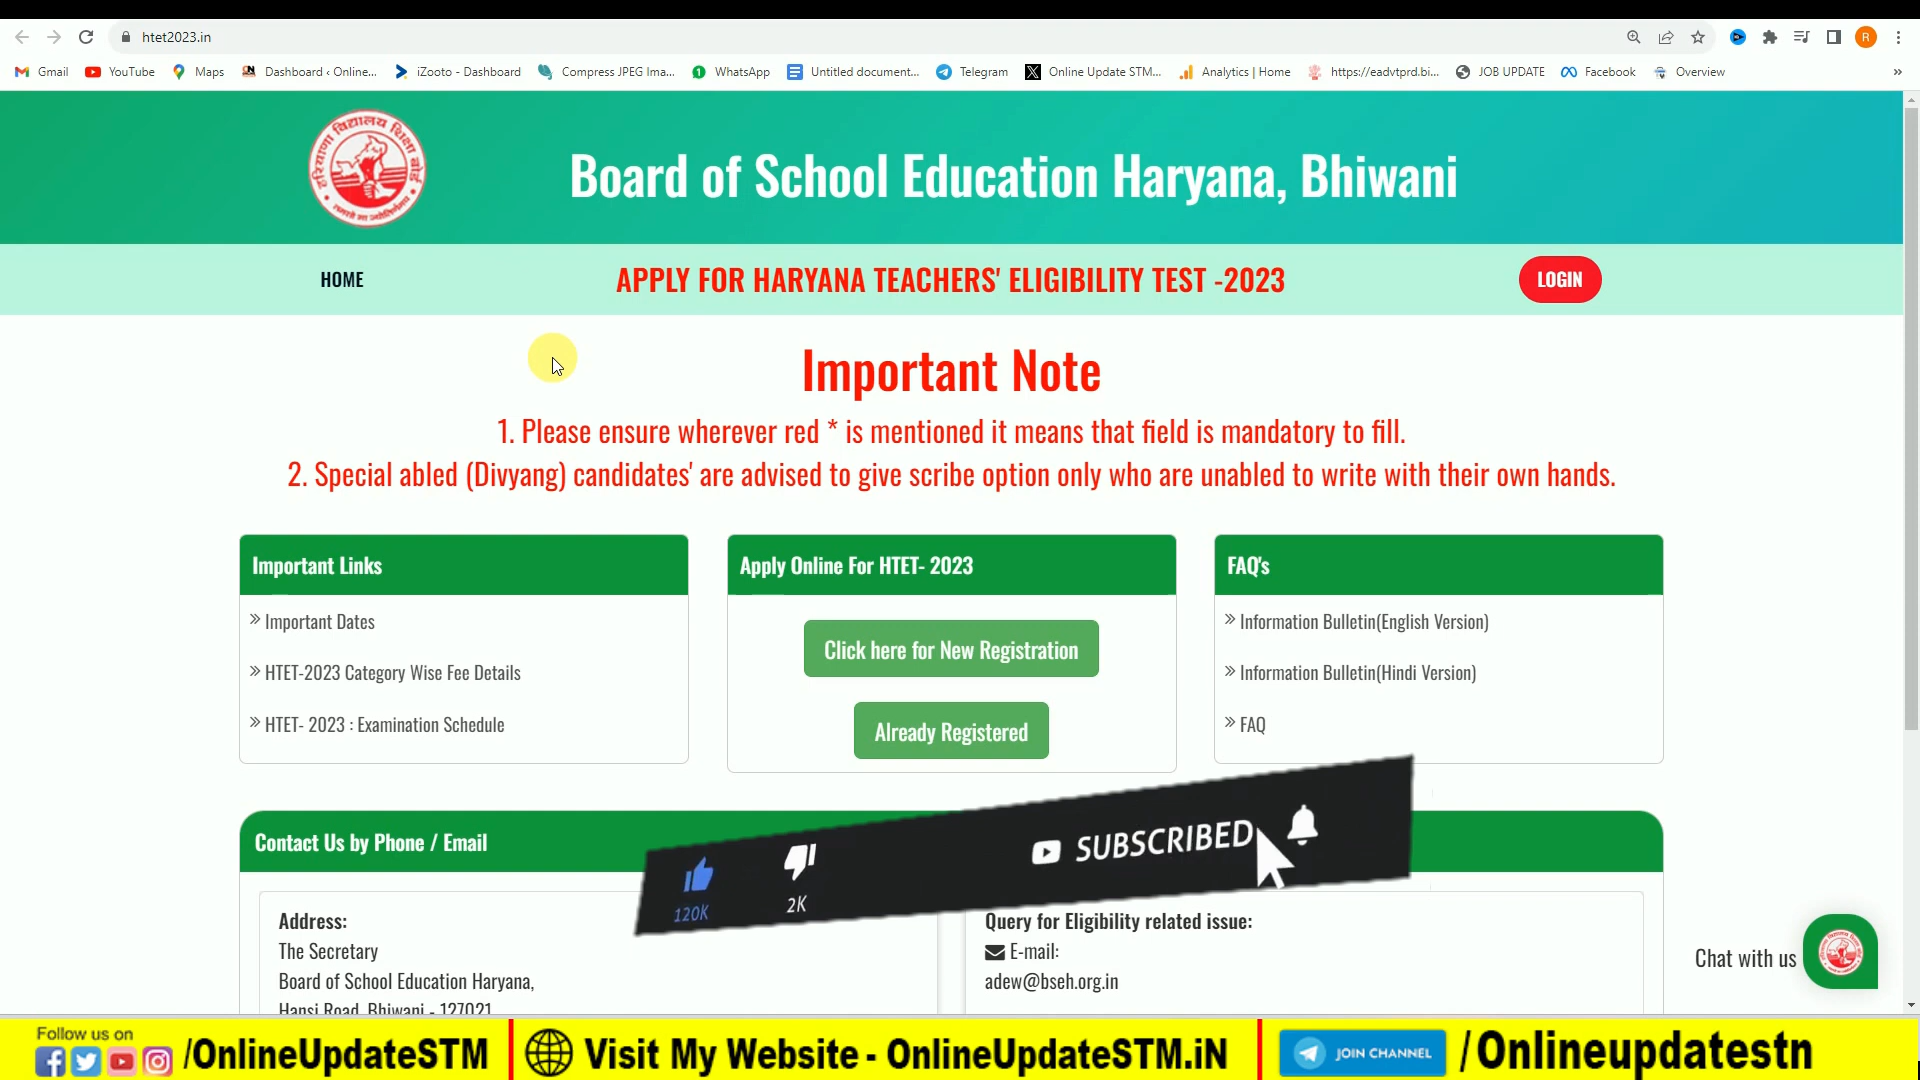 htet2023.in
R
Gmail YouTube Maps Dashboard ‹ Online... iZooto - Dashboard Compress JPEG Ima... WhatsApp Untitled document... Telegram Online Update STM... Analytics | Home https://eadvtprd.bi... JOB UPDATE Facebook Overview »
हरियाणा विद्यालय शिक्षा बोर्ड
Board of School Education Haryana, Bhiwani
HOME
APPLY FOR HARYANA TEACHERS' ELIGIBILITY TEST -2023
LOGIN
Important Note
1. Please ensure wherever red * is mentioned it means that field is mandatory to fill.
2. Special abled (Divyang) candidates' are advised to give scribe option only who are unabled to write with their own hands.
Important Links
» Important Dates
» HTET-2023 Category Wise Fee Details
» HTET- 2023 : Examination Schedule
Apply Online For HTET- 2023
Click here for New Registration
Already Registered
FAQ's
» Information Bulletin(English Version)
» Information Bulletin(Hindi Version)
» FAQ
Contact Us by Phone / Email
120K
2K
SUBSCRIBED
Address:
The Secretary
Board of School Education Haryana,
Hansi Road, Bhiwani - 127021
Query for Eligibility related issue:
E-mail:
adew@bseh.org.in
Chat with us
Follow us on
/OnlineUpdateSTM
Visit My Website - OnlineUpdateSTM.iN
JOIN CHANNEL
/Onlineupdatestn